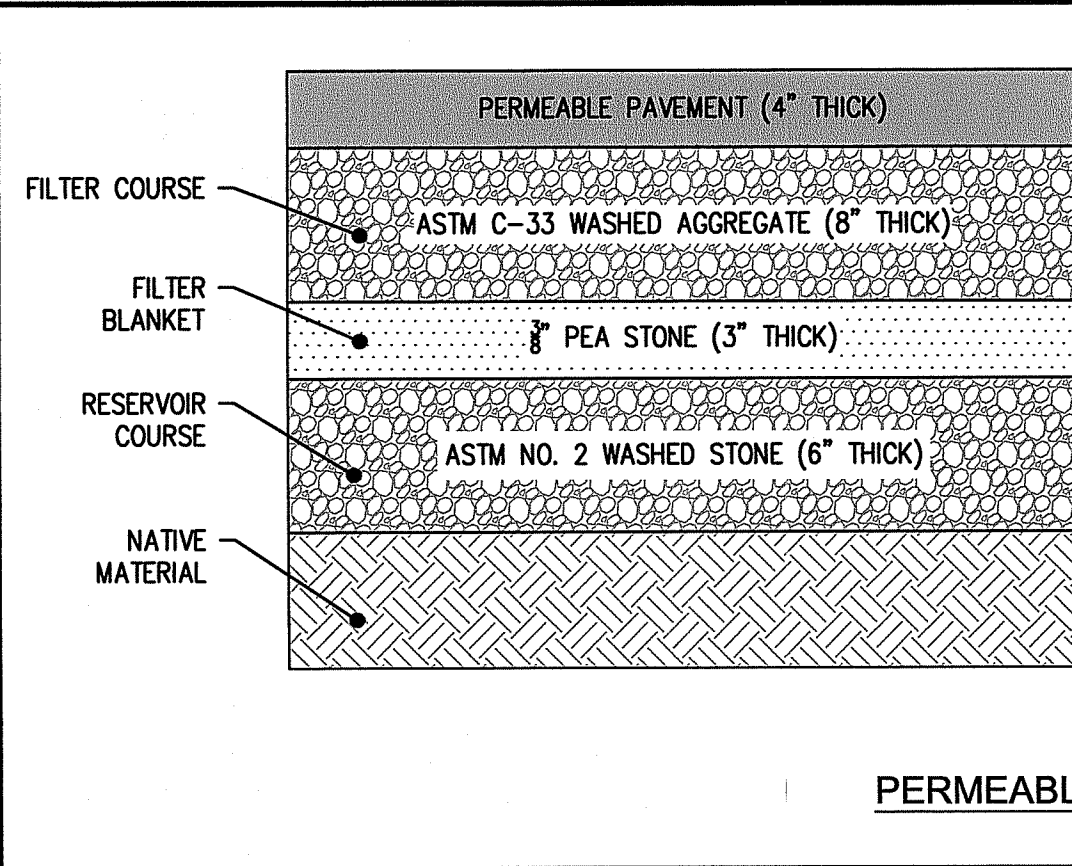 PERMEABLE PAVEMENT (4" THICK)
FILTER COURSE
ASTM C-33 WASHED AGGREGATE (8" THICK)
FILTER
BLANKET
3/8" PEA STONE (3" THICK)
RESERVOIR
COURSE
ASTM NO. 2 WASHED STONE (6" THICK)
NATIVE
MATERIAL
PERMEABL